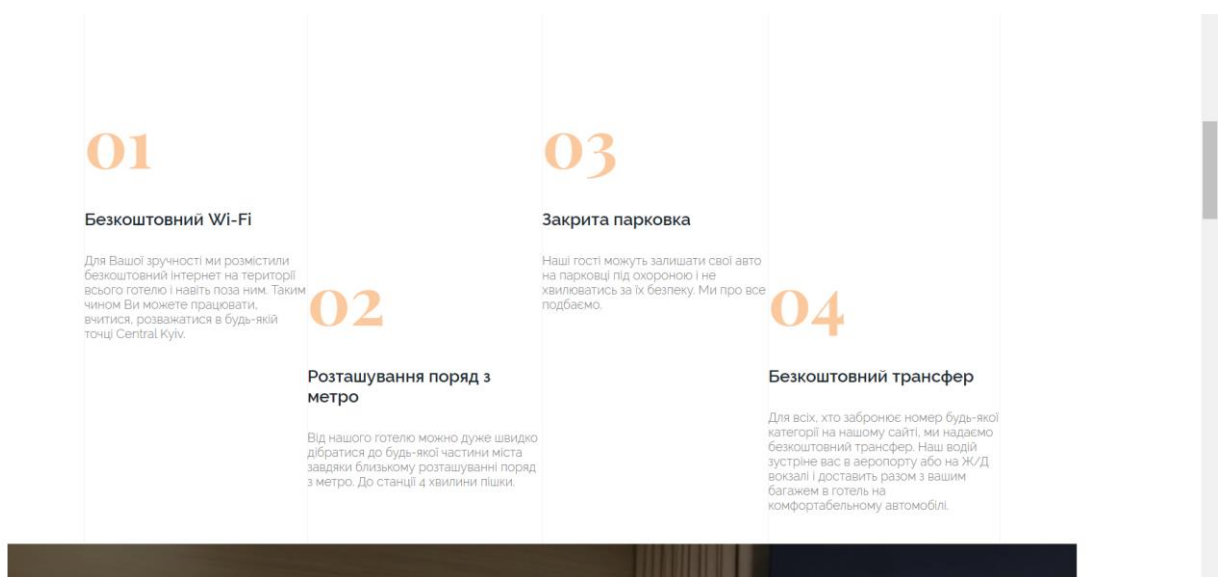 01
Безкоштовний Wi-Fi
Для Вашої зручності ми розмістили
безкоштовний інтернет на території
всього готелю і навіть поза ним. Таким
чином Ви можете працювати,
вчитися, розважатися в будь-якій
точці Central Kyiv.
02
Розташування поряд з
метро
Від нашого готелю можно дуже швидко
дібратися до будь-якої частини міста
завдяки близькому розташуванні поряд
з метро. До станції 4 хвилини пішки.
03
Закрита парковка
Наші гості можуть залишати свої авто
на парковці під охороною і не
хвилюватись за їх безпеку. Ми про все
подбаємо.
04
Безкоштовний трансфер
Для всіх, хто забронює номер будь-якої
категорії на нашому сайті, ми надаємо
безкоштовний трансфер. Наш водій
зустріне вас в аеропорту або на Ж/Д
вокзалі і доставить разом з вашим
багажем в готель на
комфортабельному автомобілі.